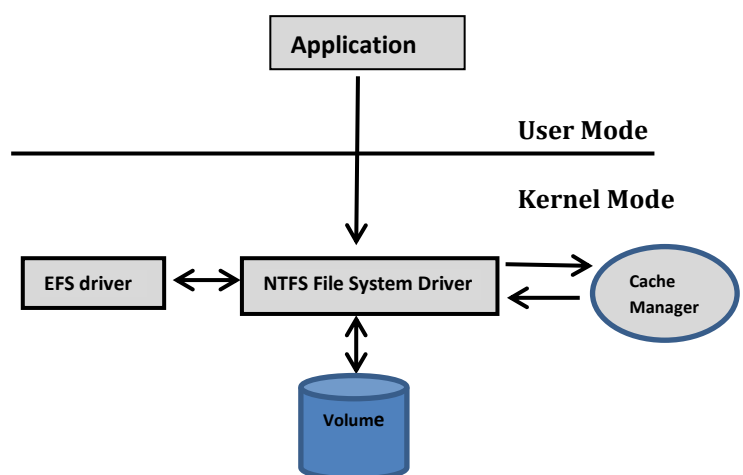 Application
User Mode
Kernel Mode
EFS driver
NTFS File System Driver
Cache
Manager
Volume